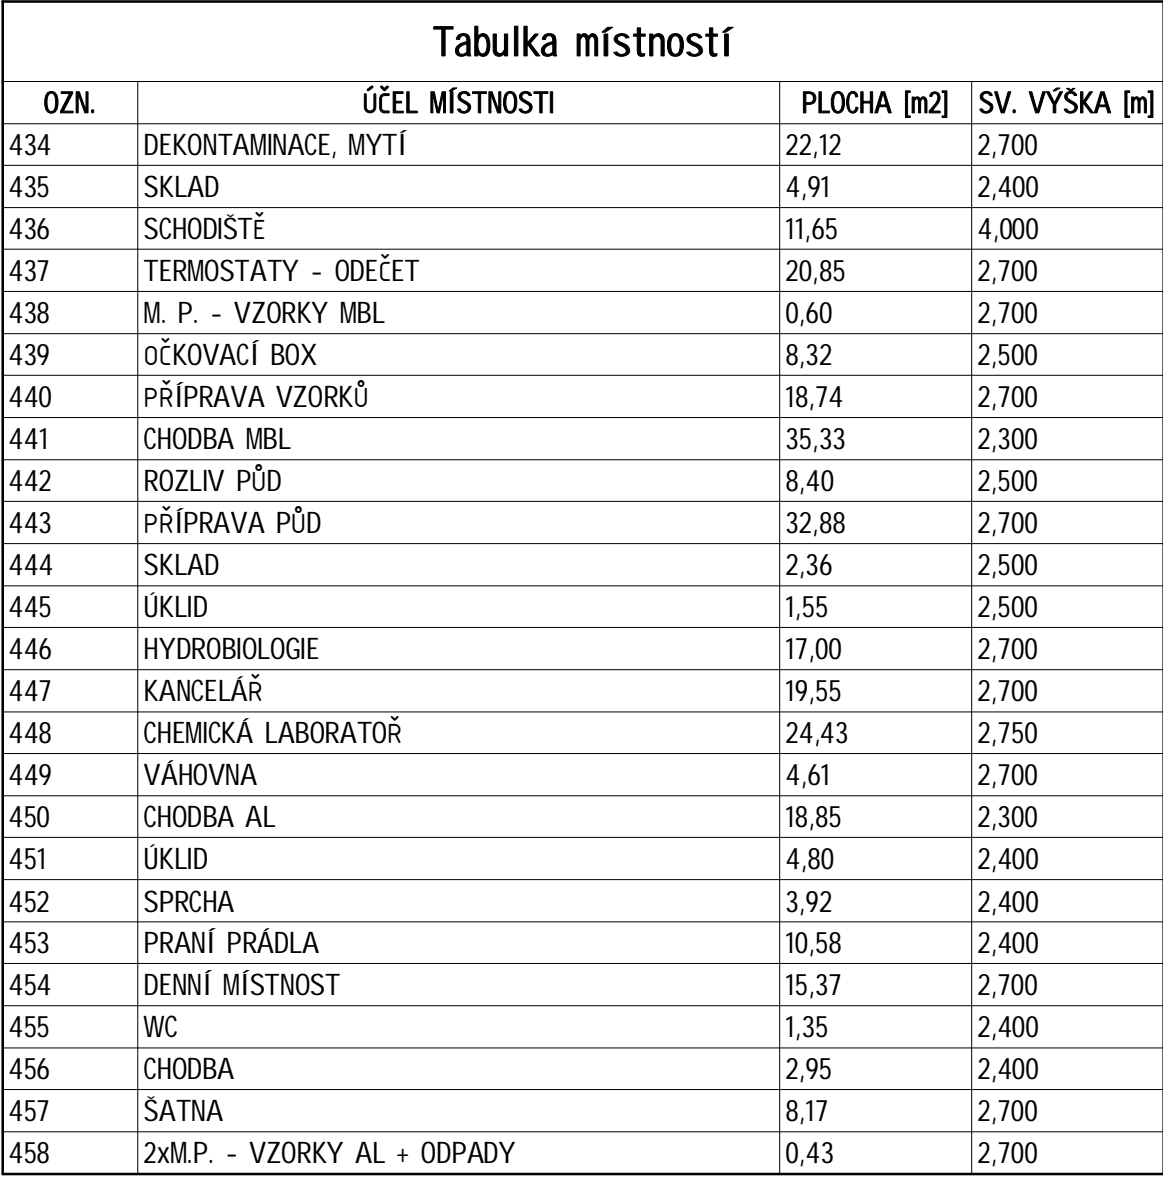 Tabulka místností
OZN. ÚČEL MÍSTNOSTI PLOCHA [m2] SV. VÝŠKA [m]
434 DEKONTAMINACE, MYTÍ 22,12 2,700
435 SKLAD 4,91 2,400
436 SCHODIŠTĚ 11,65 4,000
437 TERMOSTATY - ODEČET 20,85 2,700
438 M. P. - VZORKY MBL 0,60 2,700
439 OČKOVACÍ BOX 8,32 2,500
440 PŘÍPRAVA VZORKŮ 18,74 2,700
441 CHODBA MBL 35,33 2,300
442 ROZLIV PŮD 8,40 2,500
443 PŘÍPRAVA PŮD 32,88 2,700
444 SKLAD 2,36 2,500
445 ÚKLID 1,55 2,500
446 HYDROBIOLOGIE 17,00 2,700
447 KANCELÁŘ 19,55 2,700
448 CHEMICKÁ LABORATOŘ 24,43 2,750
449 VÁHOVNA 4,61 2,700
450 CHODBA AL 18,85 2,300
451 ÚKLID 4,80 2,400
452 SPRCHA 3,92 2,400
453 PRANÍ PRÁDLA 10,58 2,400
454 DENNÍ MÍSTNOST 15,37 2,700
455 WC 1,35 2,400
456 CHODBA 2,95 2,400
457 ŠATNA 8,17 2,700
458 2xM.P. - VZORKY AL + ODPADY 0,43 2,700